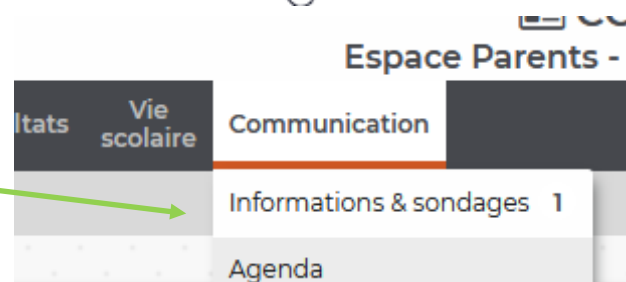 Espace Parents -
ltats
Vie
scolaire
Communication
Informations & sondages 1
Agenda